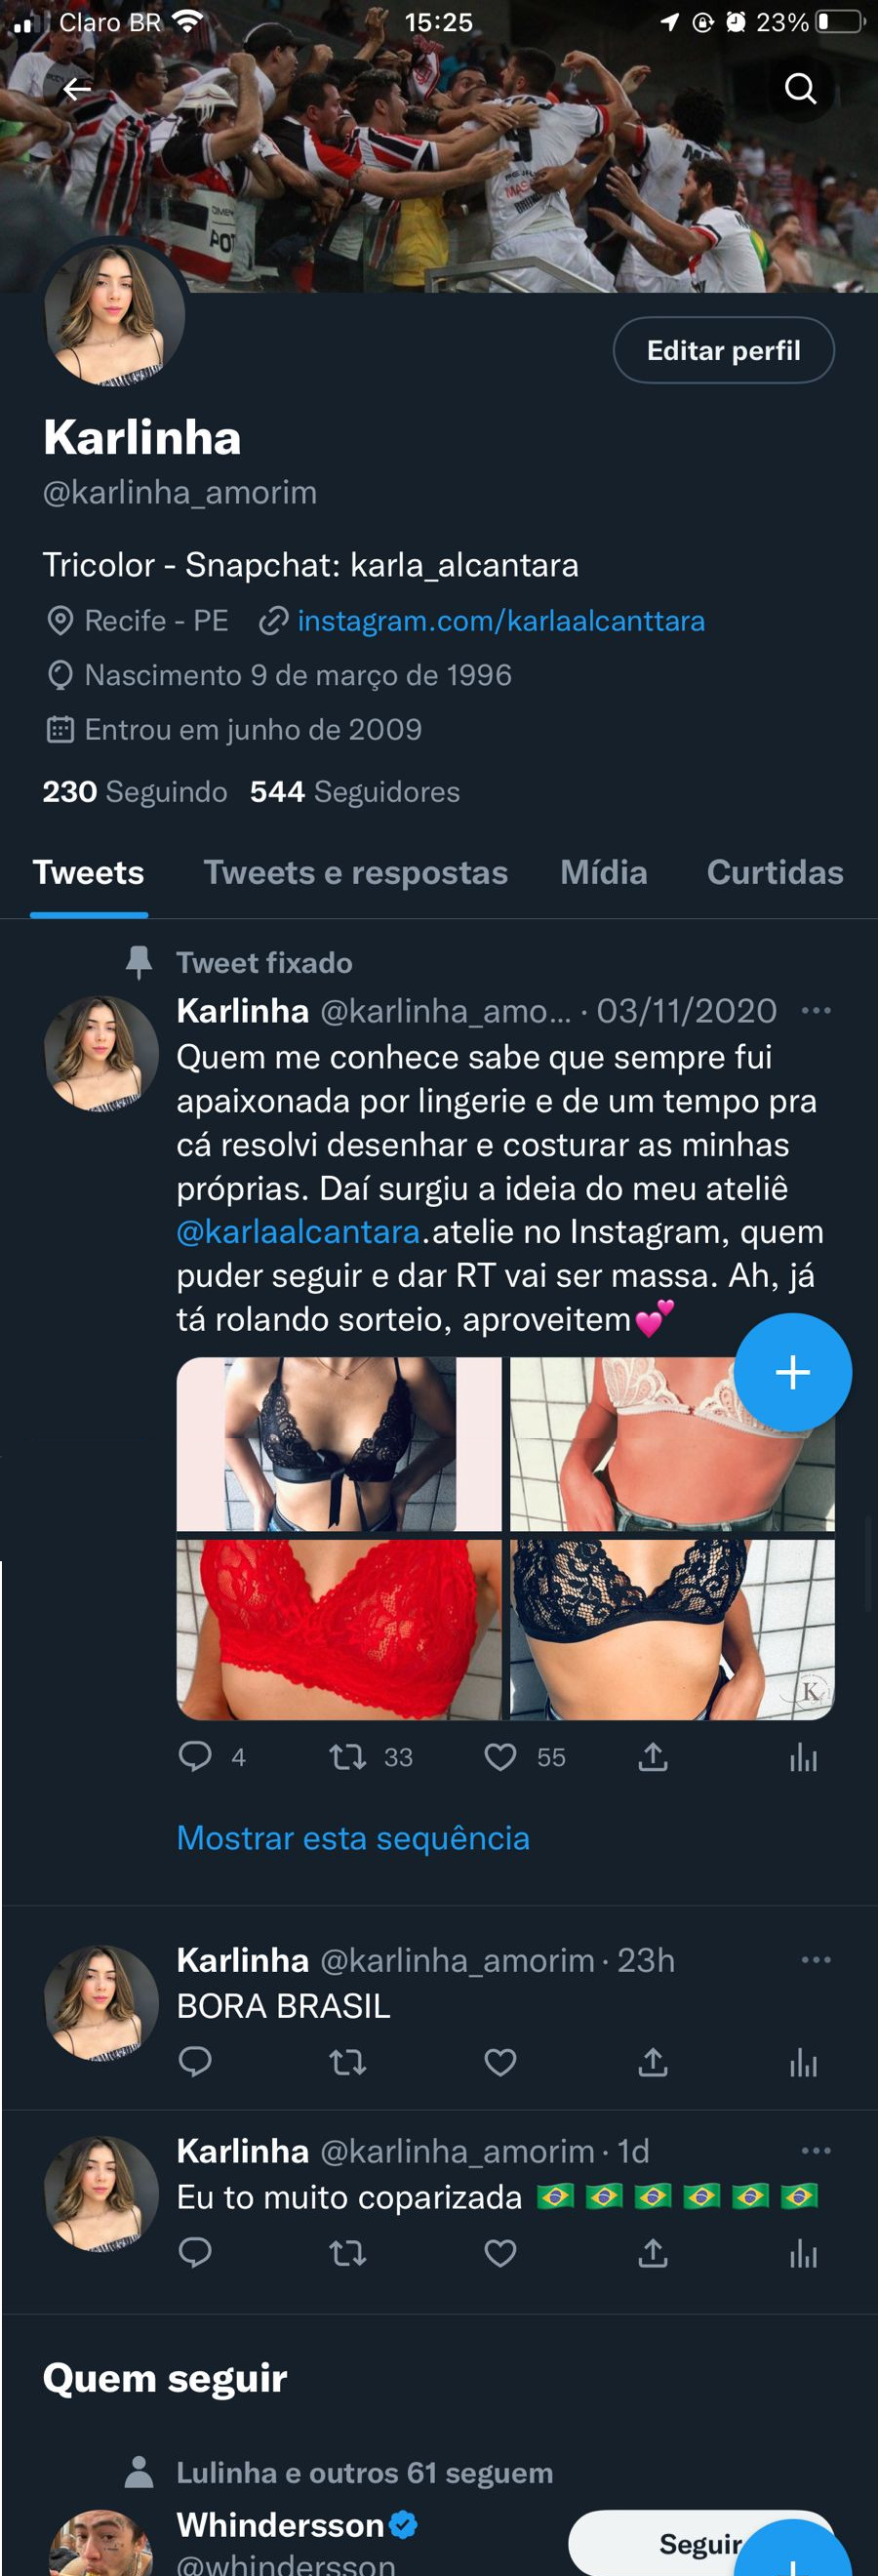 Claro BR 15:25 23%
Editar perfil
Karlinha
@karlinha_amorim
Tricolor - Snapchat: karla_alcantara
Recife - PE instagram.com/karlaalcanttara
Nascimento 9 de março de 1996
Entrou em junho de 2009
230 Seguindo 544 Seguidores
Tweets Tweets e respostas Mídia Curtidas
Tweet fixado
Karlinha @karlinha_amo... · 03/11/2020
Quem me conhece sabe que sempre fui
apaixonada por lingerie e de um tempo pra
cá resolvi desenhar e costurar as minhas
próprias. Daí surgiu a ideia do meu ateliê
@karlaalcantara.atelie no Instagram, quem
puder seguir e dar RT vai ser massa. Ah, já
tá rolando sorteio, aproveitem💕
K
4 33 55
Mostrar esta sequência
Karlinha @karlinha_amorim · 23h
BORA BRASIL
Karlinha @karlinha_amorim · 1d
Eu to muito coparizada 🇧🇷 🇧🇷 🇧🇷 🇧🇷 🇧🇷 🇧🇷
Quem seguir
Lulinha e outros 61 seguem
Whindersson
Seguir
@whindersson